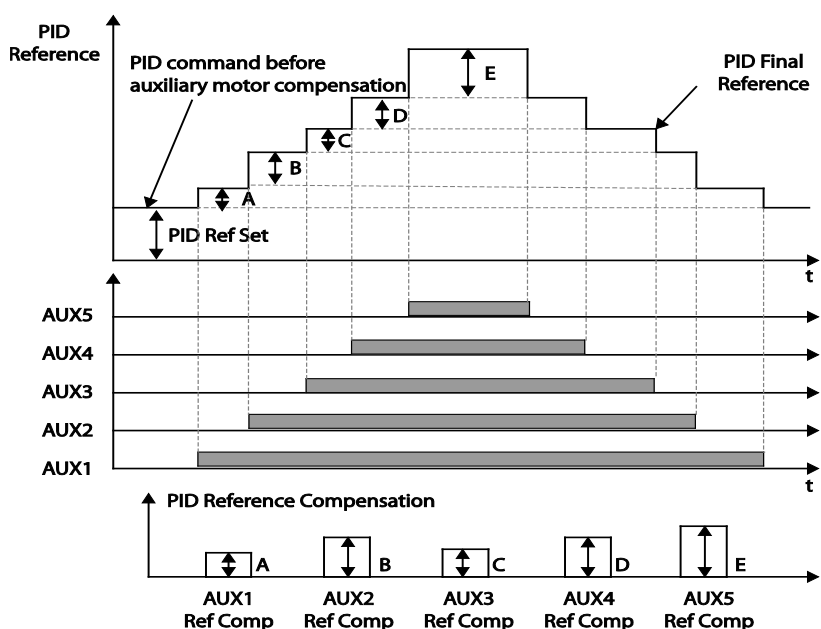 PID
Reference
PID command before
auxiliary motor compensation
PID Final
Reference
E
D
C
B
A
PID Ref Set
t
AUX5
AUX4
AUX3
AUX2
AUX1
t
PID Reference Compensation
A
B
C
D
E
AUX1
Ref Comp
AUX2
Ref Comp
AUX3
Ref Comp
AUX4
Ref Comp
AUX5
Ref Comp